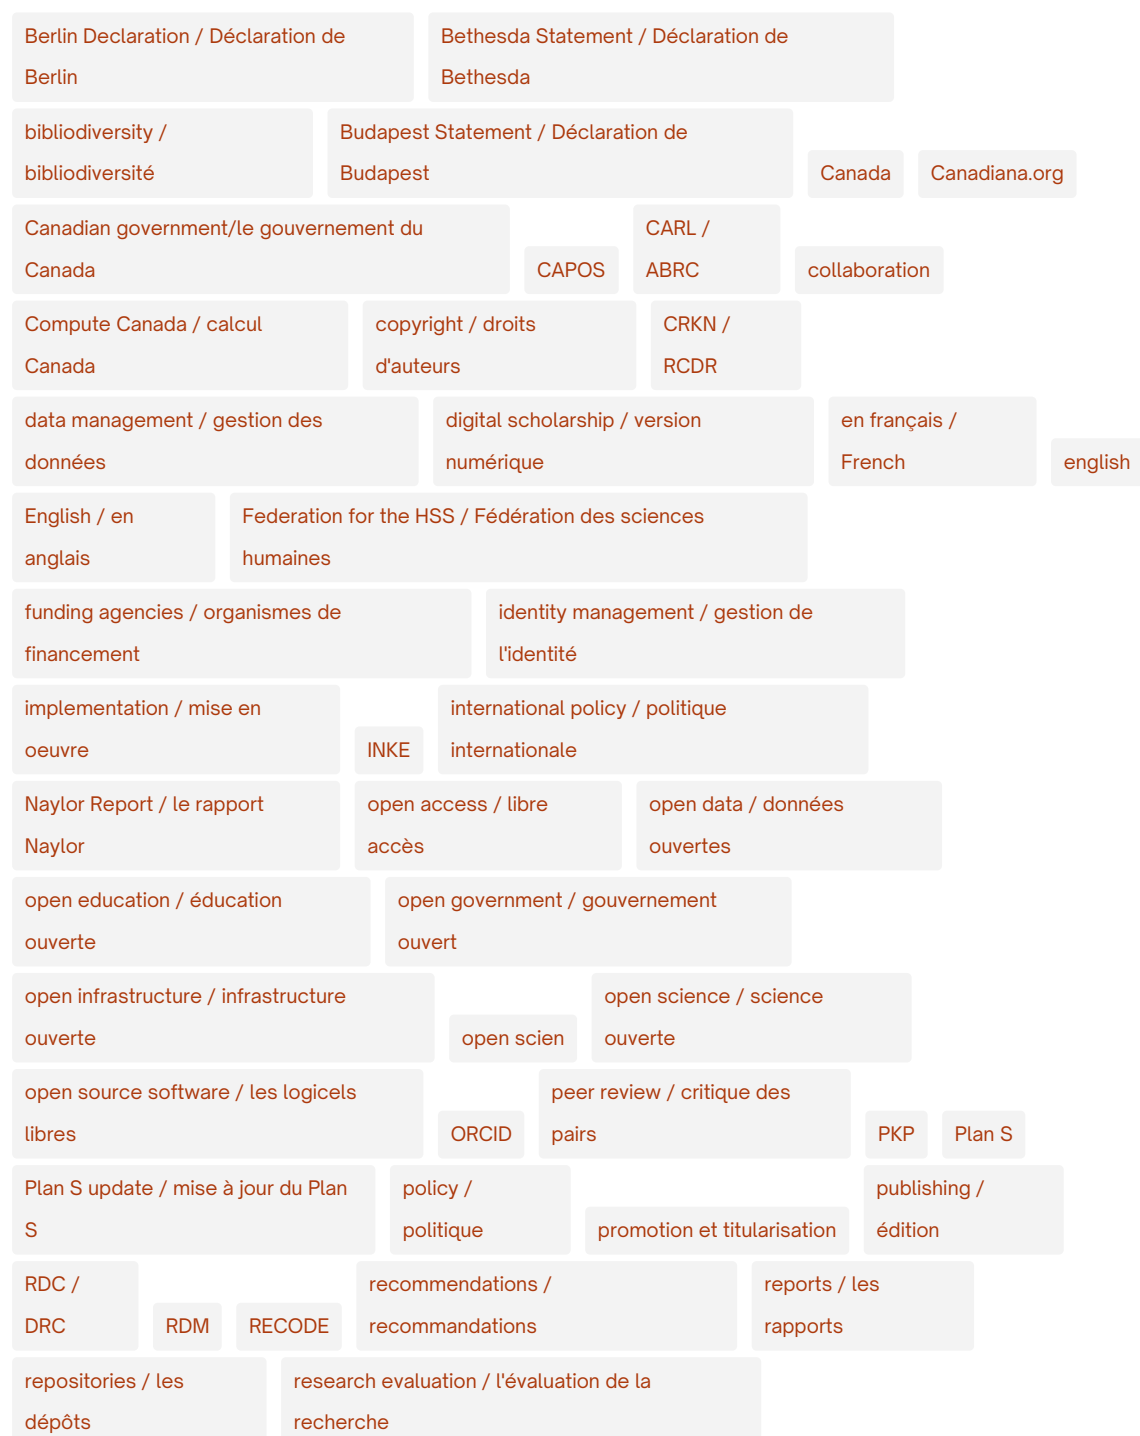 Berlin Declaration / Déclaration de
Berlin
Bethesda Statement / Déclaration de
Bethesda
bibliodiversity /
bibliodiversité
Budapest Statement / Déclaration de
Budapest
Canada
Canadiana.org
Canadian government/le gouvernement du
Canada
CAPOS
CARL /
ABRC
collaboration
Compute Canada / calcul
Canada
copyright / droits
d'auteurs
CRKN /
RCDR
data management / gestion des
données
digital scholarship / version
numérique
en français /
French
english
English / en
anglais
Federation for the HSS / Fédération des sciences
humaines
funding agencies / organismes de
financement
identity management / gestion de
l'identité
implementation / mise en
oeuvre
INKE
international policy / politique
internationale
Naylor Report / le rapport
Naylor
open access / libre
accès
open data / données
ouvertes
open education / éducation
ouverte
open government / gouvernement
ouvert
open infrastructure / infrastructure
ouverte
open scien
open science / science
ouverte
open source software / les logicels
libres
ORCID
peer review / critique des
pairs
PKP
Plan S
Plan S update / mise à jour du Plan
S
policy /
politique
promotion et titularisation
publishing /
édition
RDC /
DRC
RDM
RECODE
recommendations /
recommandations
reports / les
rapports
repositories / les
dépôts
research evaluation / l'évaluation de la
recherche